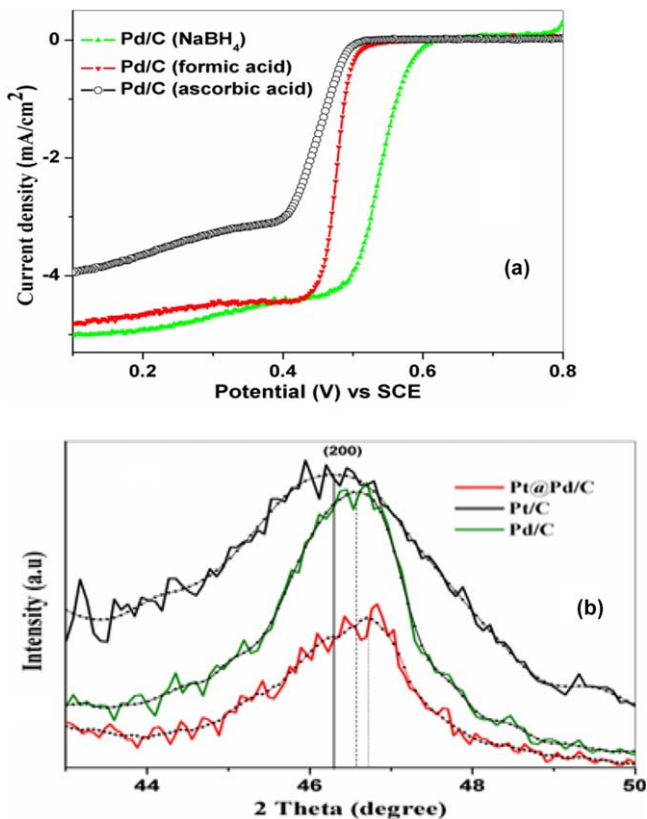 0
-2
-4
Current density (mA/cm²)
Pd/C (NaBH₄)
Pd/C (formic acid)
Pd/C (ascorbic acid)
(a)
0.2 0.4 0.6 0.8
Potential (V) vs SCE
(200)
Pt@Pd/C
Pt/C
Pd/C
Intensity (a.u)
(b)
44 46 48 50
2 Theta (degree)